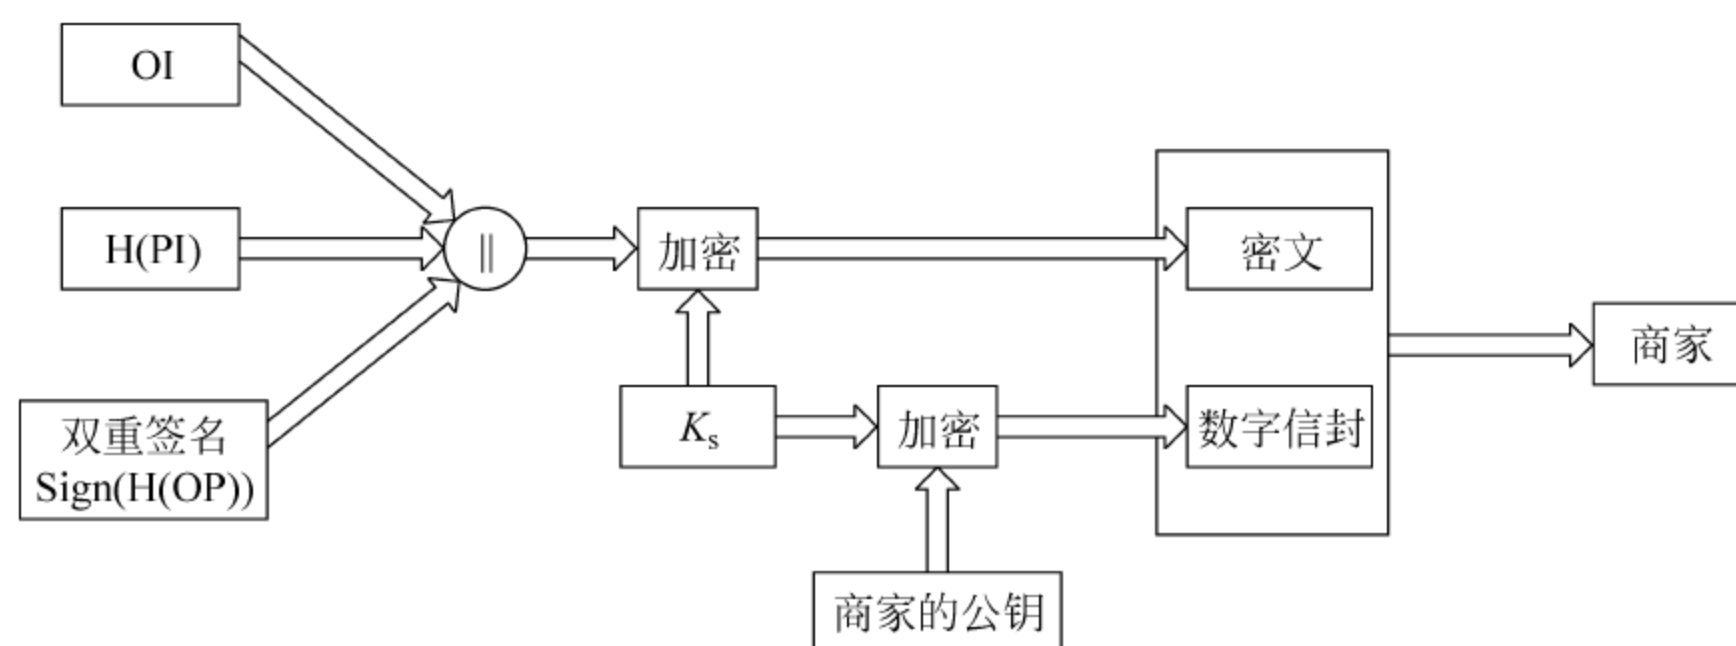 OI
H(PI)
双重签名
Sign(H(OP))
||
加密
密文
Ks
加密
数字信封
商家的公钥
商家